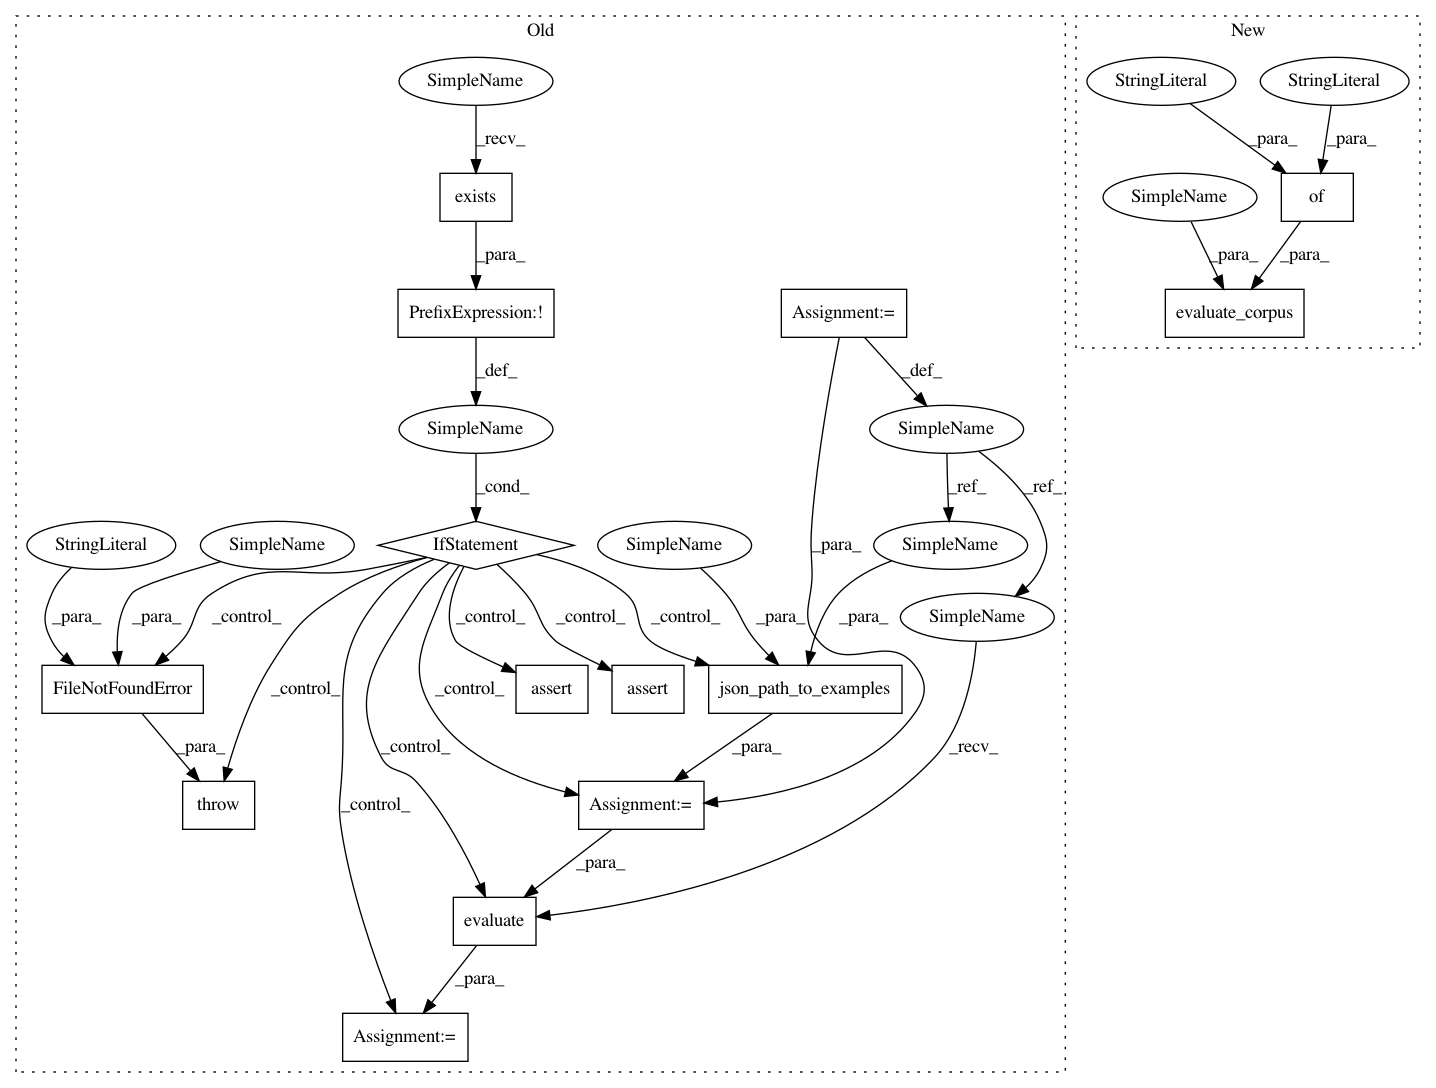 Old
New
SimpleName
StringLiteral
StringLiteral
_recv_
_para_
_para_
exists
SimpleName
of
_para_
_para_
_para_
PrefixExpression:!
Assignment:=
evaluate_corpus
_def_
_def_
SimpleName
SimpleName
_cond_
_ref_
_ref_
StringLiteral
SimpleName
IfStatement
SimpleName
_para_
SimpleName
_para_
_para_
_control_
_control_
_control_
_control_
_para_
_para_
SimpleName
FileNotFoundError
_control_
_control_
assert
assert
json_path_to_examples
_para_
_control_
_para_
_recv_
throw
_control_
Assignment:=
_para_
evaluate
_para_
Assignment:=